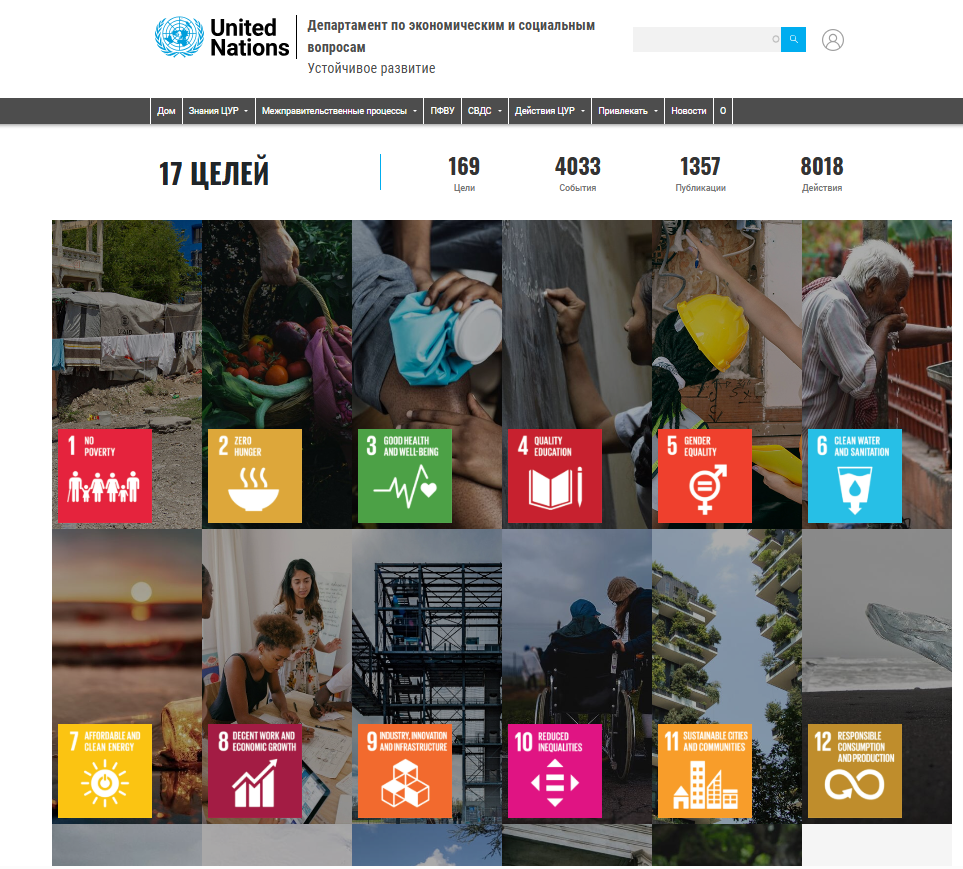 United
Nations
Департамент по экономическим и социальным
вопросам
Устойчивое развитие
Дом
Знания ЦУР
Межправительственные процессы
ПФВУ
СВДС
Действия ЦУР
Привлекать
Новости
О
17 ЦЕЛЕЙ
169
Цели
4033
События
1357
Публикации
8018
Действия
1 NO
POVERTY
2 ZERO
HUNGER
3 GOOD HEALTH
AND WELL-BEING
4 QUALITY
EDUCATION
5 GENDER
EQUALITY
6 CLEAN WATER
AND SANITATION
7 AFFORDABLE AND
CLEAN ENERGY
8 DECENT WORK AND
ECONOMIC GROWTH
9 INDUSTRY, INNOVATION
AND INFRASTRUCTURE
10 REDUCED
INEQUALITIES
11 SUSTAINABLE CITIES
AND COMMUNITIES
12 RESPONSIBLE
CONSUMPTION
AND PRODUCTION